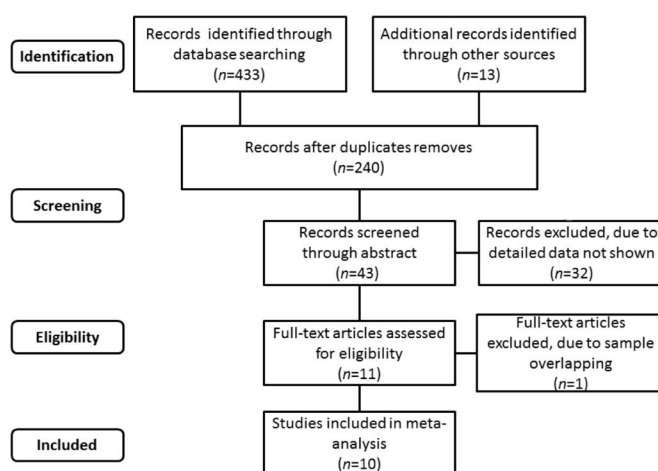 Identification
Records identified through
database searching
(n=433)
Additional records identified
through other sources
(n=13)
Records after duplicates removes
(n=240)
Screening
Records screened
through abstract
(n=43)
Records excluded, due to
detailed data not shown
(n=32)
Eligibility
Full-text articles assessed
for eligibility
(n=11)
Full-text articles
excluded, due to sample
overlapping
(n=1)
Included
Studies included in meta-
analysis
(n=10)